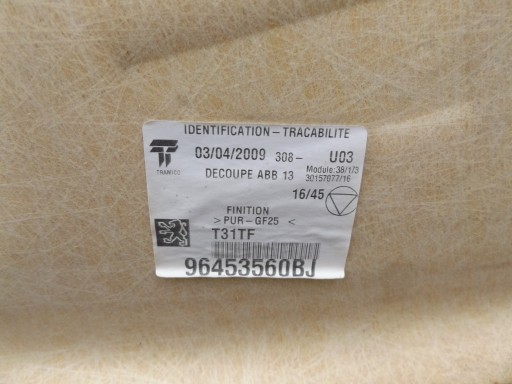 IDENTIFICATION - TRACABILITE
TRAMICO
03/04/2009 308- U03
DECOUPE ABB 13 Module:38/1/3
30157077/16
16/45
FINITION
>PUR-GF25 <
T31TF
96453560BJ